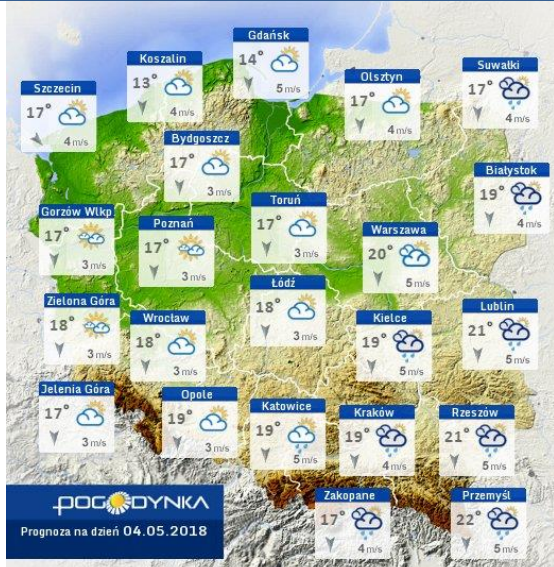 Gdańsk
14°
5 m/s
Koszalin
13°
4 m/s
Suwałki
17°
4 m/s
Olsztyn
17°
4 m/s
Szczecin
17°
4 m/s
Bydgoszcz
17°
3 m/s
Białystok
19°
4 m/s
Toruń
17°
3 m/s
Gorzów Wlkp
17°
3 m/s
Poznań
17°
3 m/s
Warszawa
20°
5 m/s
Łódź
18°
3 m/s
Zielona Góra
18°
3 m/s
Wrocław
18°
3 m/s
Kielce
19°
5 m/s
Lublin
21°
5 m/s
Jelenia Góra
17°
3 m/s
Opole
19°
3 m/s
Katowice
19°
5 m/s
Kraków
19°
4 m/s
Rzeszów
21°
5 m/s
Zakopane
17°
4 m/s
Przemyśl
22°
5 m/s
POGODYNKA
Prognoza na dzień 04.05.2018